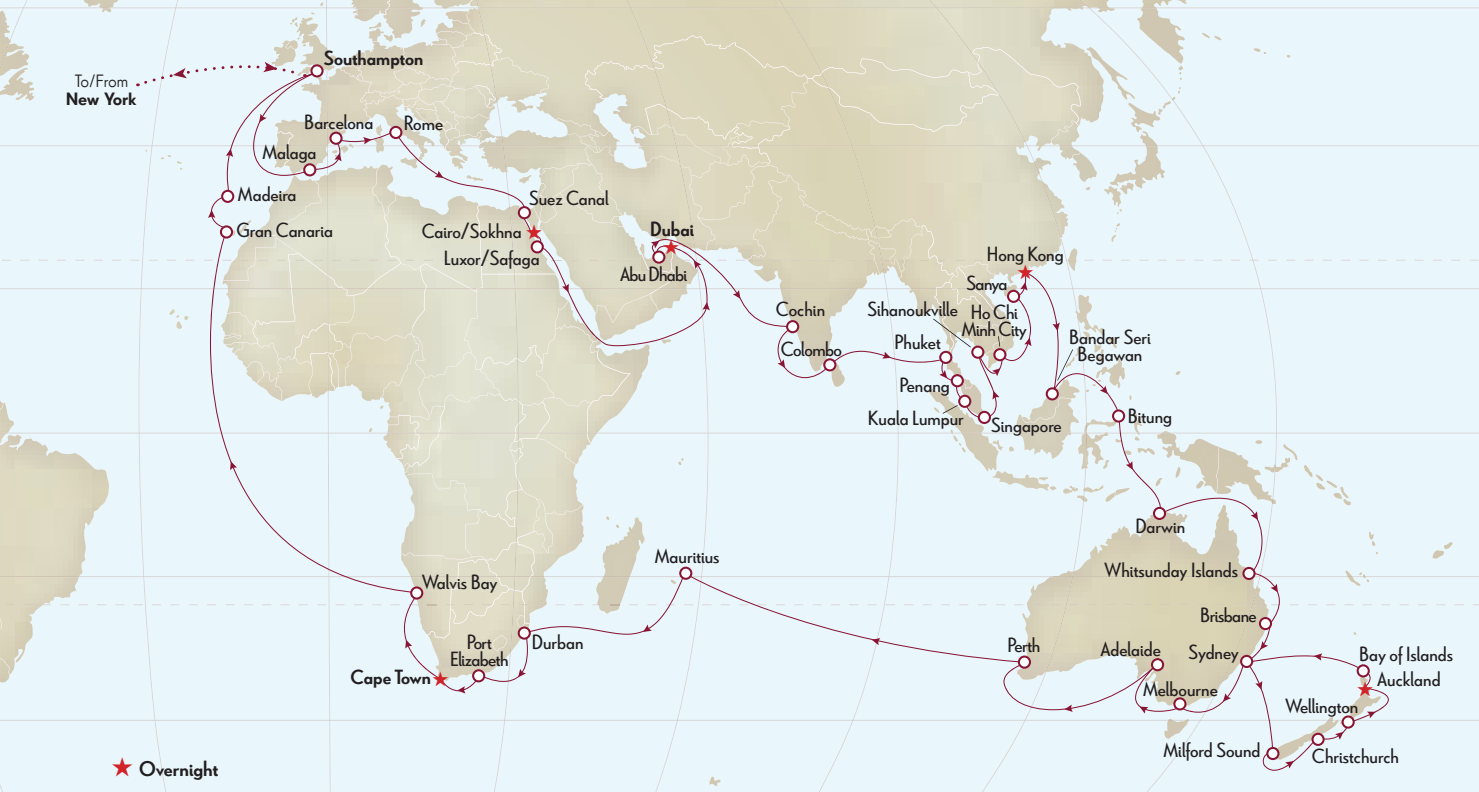 Southampton
To/From
New York
Barcelona
Rome
Malaga
Madeira
Suez Canal
Gran Canaria
Cairo/Sokhna
Luxor/Safaga
Dubai
Abu Dhabi
Hong Kong
Sanya
Cochin
Sihanoukville
Ho Chi
Minh City
Colombo
Phuket
Bandar Seri
Begawan
Penang
Kuala Lumpur
Singapore
Bitung
Darwin
Mauritius
Whitsunday Islands
Walvis Bay
Brisbane
Durban
Port
Elizabeth
Perth
Adelaide
Sydney
Bay of Islands
Cape Town
Auckland
Melbourne
Wellington
Milford Sound
Christchurch
Overnight